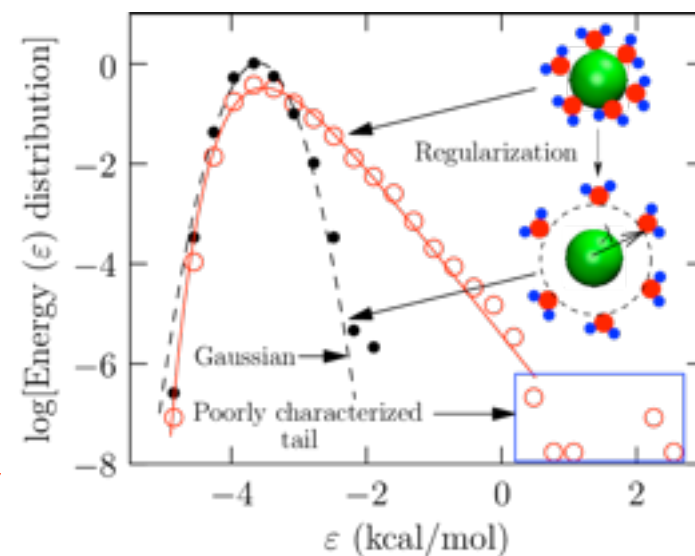 log[Energy (ε) distribution]
0
−2
−4
−6
−8
Regularization
Gaussian
Poorly characterized
tail
−4
−2
0
2
ε (kcal/mol)